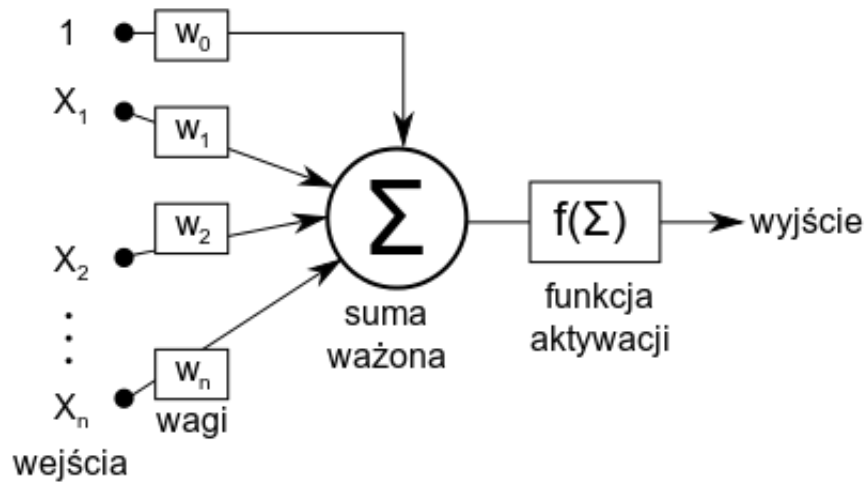 1
w₀
X₁
w₁
X₂
w₂
⋮
Xₙ
wₙ
wagi
wejścia
Σ
suma
ważona
f(Σ)
funkcja
aktywacji
wyjście